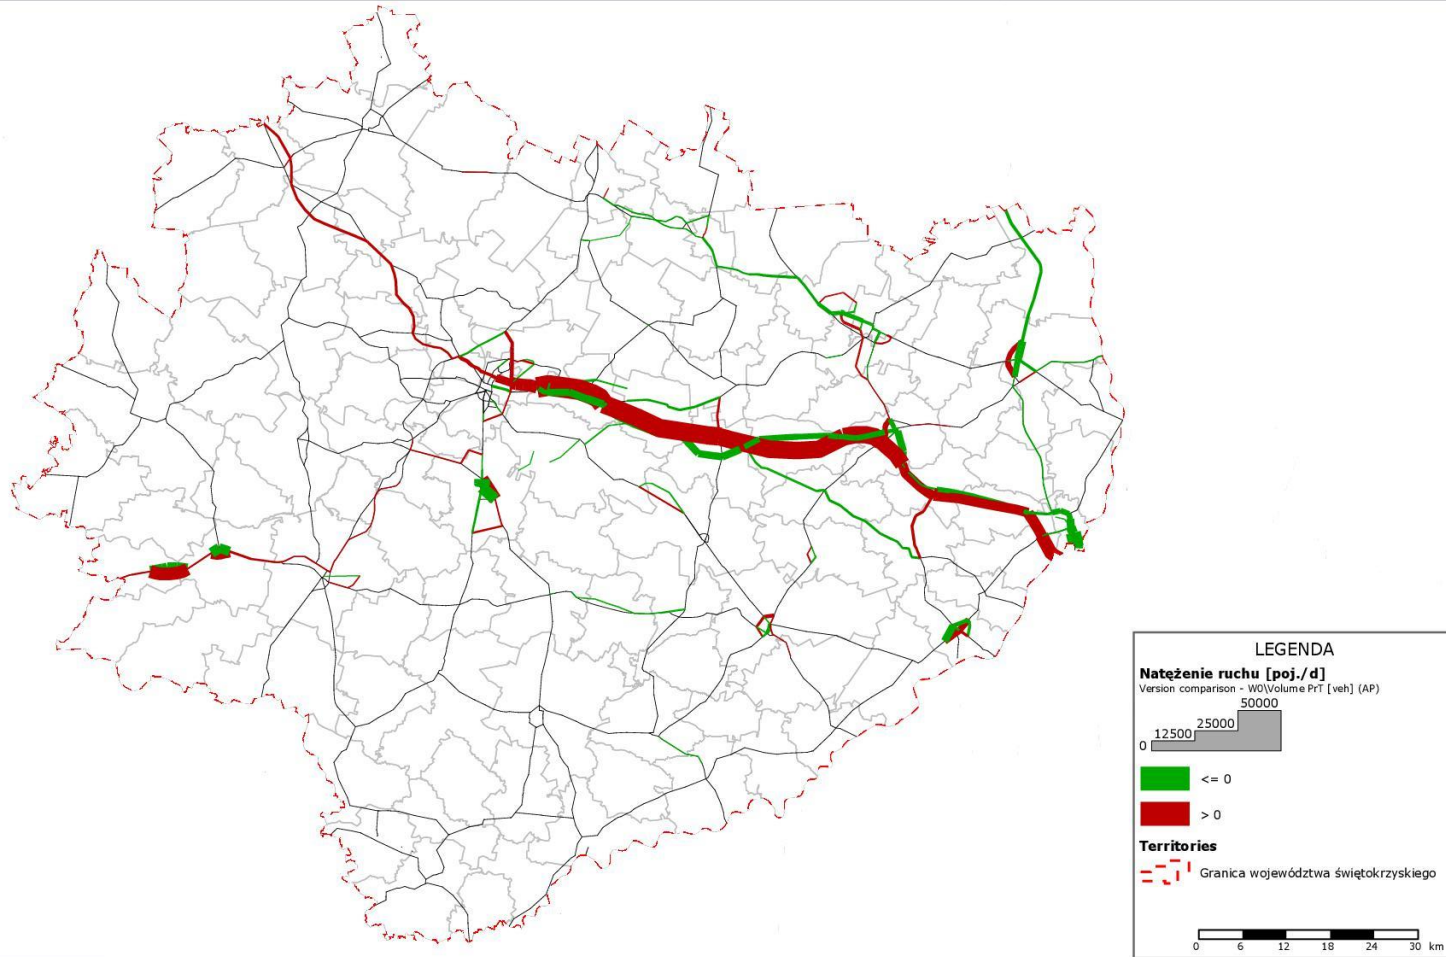 LEGENDA
Natężenie ruchu [poj./d]
Version comparison - W0\Volume PrT [veh] (AP)
50000
25000
12500
0
<= 0
> 0
Territories
Granica województwa świętokrzyskiego
0 6 12 18 24 30 km